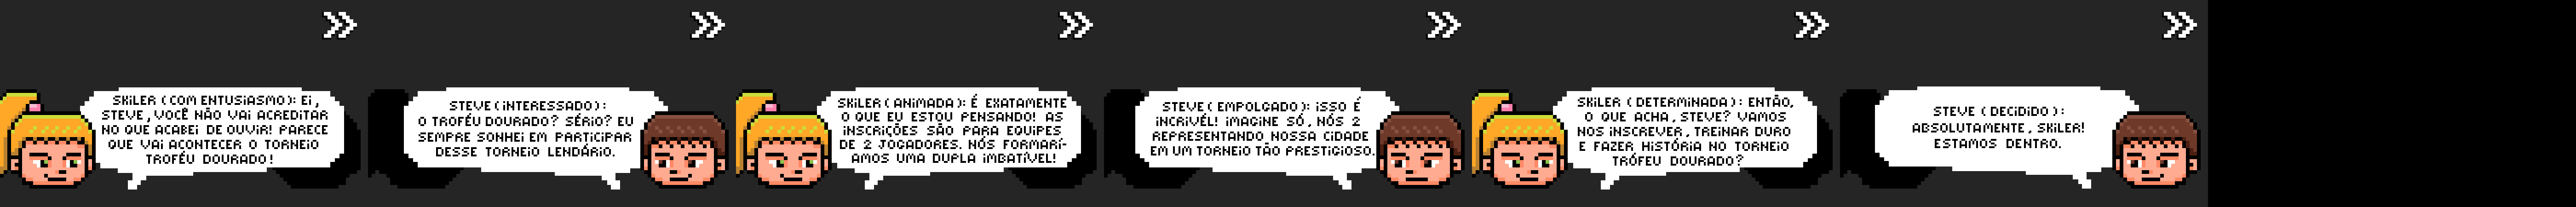 SKILER (COM ENTUSIASMO): EI,
STEVE, VOCÊ NÃO VAI ACREDITAR
NO QUE ACABEI DE OUVIR! PARECE
QUE VAI ACONTECER O TORNEIO
TROFÉU DOURADO!
STEVE (INTERESSADO):
O TROFÉU DOURADO? SÉRIO? EU
SEMPRE SONHEI EM PARTICIPAR
DESSE TORNEIO LENDÁRIO.
SKILER (ANIMADA): É EXATAMENTE
O QUE EU ESTOU PENSANDO! AS
INSCRIÇÕES SÃO PARA EQUIPES
DE 2 JOGADORES. NÓS FORMARÍ-
AMOS UMA DUPLA IMBATÍVEL!
STEVE (EMPOLGADO): ISSO É
INCRIVÉL! IMAGINE SÓ, NÓS 2
REPRESENTANDO NOSSA CIDADE
EM UM TORNEIO TÃO PRESTIGIOSO.
SKILER (DETERMINADA): ENTÃO,
O QUE ACHA, STEVE? VAMOS
NOS INSCREVER, TREINAR DURO
E FAZER HISTÓRIA NO TORNEIO
TRÓFEU DOURADO?
STEVE (DECIDIDO):
ABSOLUTAMENTE, SKILER!
ESTAMOS DENTRO.